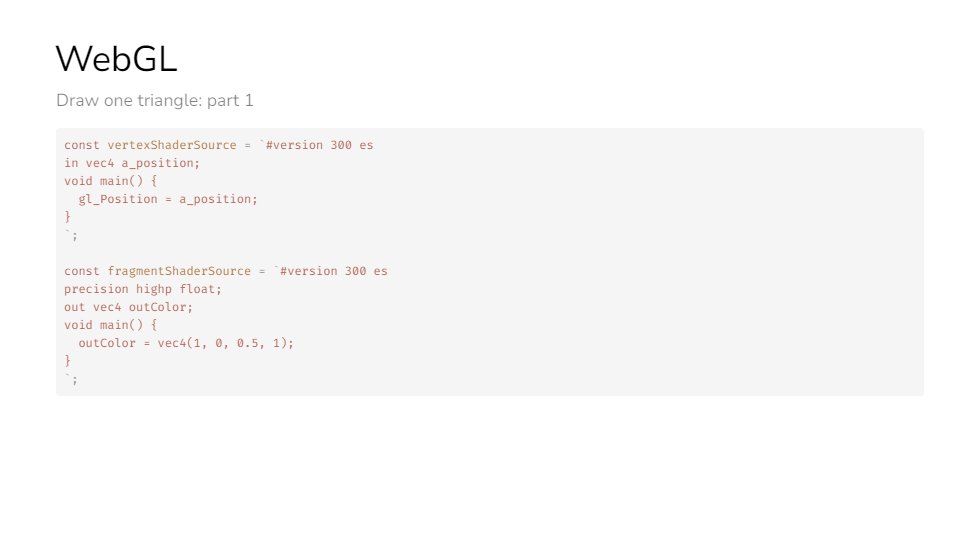 WebGL
Draw one triangle: part 1
const vertexShaderSource = `#version 300 es
in vec4 a_position;
void main() {
  gl_Position = a_position;
}
`;
const fragmentShaderSource = `#version 300 es
precision highp float;
out vec4 outColor;
void main() {
  outColor = vec4(1, 0, 0.5, 1);
}
`;